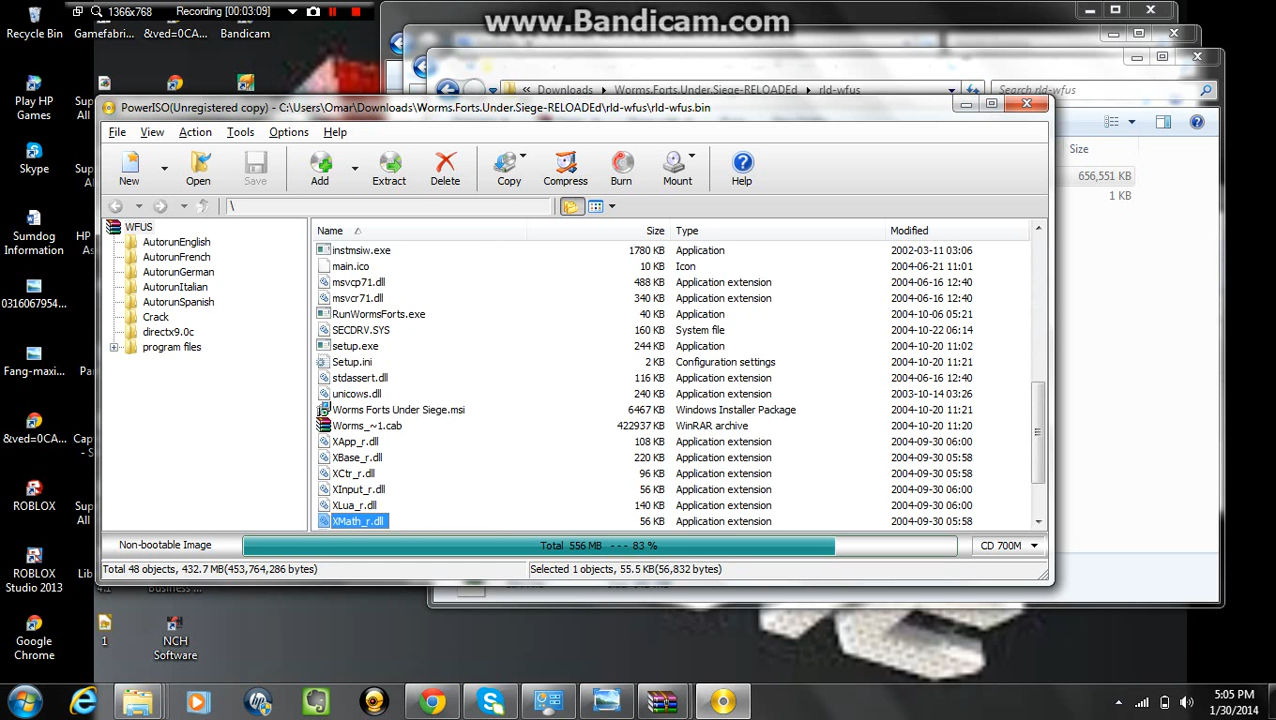 1366x768 Recording [00:03:09]
www.Bandicam.com
Recycle Bin
Gamefabri...
&ved=0CA...
Bandicam
Downloads Worms.Forts.Under.Siege-RELOADEd rld-wfus
Search rld-wfus
PowerISO(Unregistered copy) - C:\Users\Omar\Downloads\Worms.Forts.Under.Siege-RELOADEd\rld-wfus\rld-wfus.bin
File View Action Tools Options Help
Size
656,551 KB
1 KB
New Open Save Add Extract Delete Copy Compress Burn Mount Help
\
WFUS
AutorunEnglish
AutorunFrench
AutorunGerman
AutorunItalian
AutorunSpanish
Crack
directx9.0c
program files
Name Size Type Modified
instmsiw.exe 1780 KB Application 2002-03-11 03:06
main.ico 10 KB Icon 2004-06-21 11:01
msvcp71.dll 488 KB Application extension 2004-06-16 12:40
msvcr71.dll 340 KB Application extension 2004-06-16 12:40
RunWormsForts.exe 40 KB Application 2004-10-06 05:21
SECDRV.SYS 160 KB System file 2004-10-22 06:14
setup.exe 244 KB Application 2004-10-20 11:02
Setup.ini 2 KB Configuration settings 2004-10-20 11:21
stdassert.dll 116 KB Application extension 2004-06-16 12:40
unicows.dll 240 KB Application extension 2003-10-14 03:26
Worms Forts Under Siege.msi 6467 KB Windows Installer Package 2004-10-20 11:21
Worms_~1.cab 422937 KB WinRAR archive 2004-10-20 11:20
XApp_r.dll 108 KB Application extension 2004-09-30 06:00
XBase_r.dll 220 KB Application extension 2004-09-30 05:58
XCtr_r.dll 96 KB Application extension 2004-09-30 05:58
XInput_r.dll 56 KB Application extension 2004-09-30 06:00
XLua_r.dll 140 KB Application extension 2004-09-30 06:00
XMath_r.dll 56 KB Application extension 2004-09-30 05:58
Non-bootable Image
Total 556 MB --- 83 %
CD 700M
Total 48 objects, 432.7 MB(453,764,286 bytes)
Selected 1 objects, 55.5 KB(56,832 bytes)
Play HP Games
Skype
Sumdog Information
0316067954...
Fang-maxi...
&ved=0CA...
ROBLOX
ROBLOX Studio 2013
Google Chrome
1
NCH Software
5:05 PM
1/30/2014